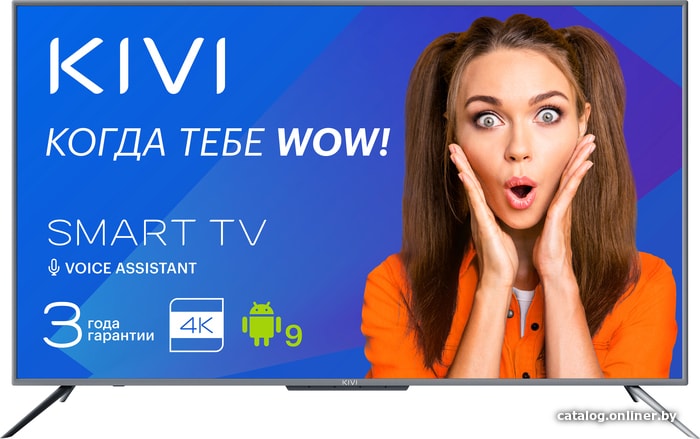 KIVI
КОГДА ТЕБЕ WOW!
SMART TV
VOICE ASSISTANT
3 года
гарантии
4K
9
KIVI
catalog.onliner.by